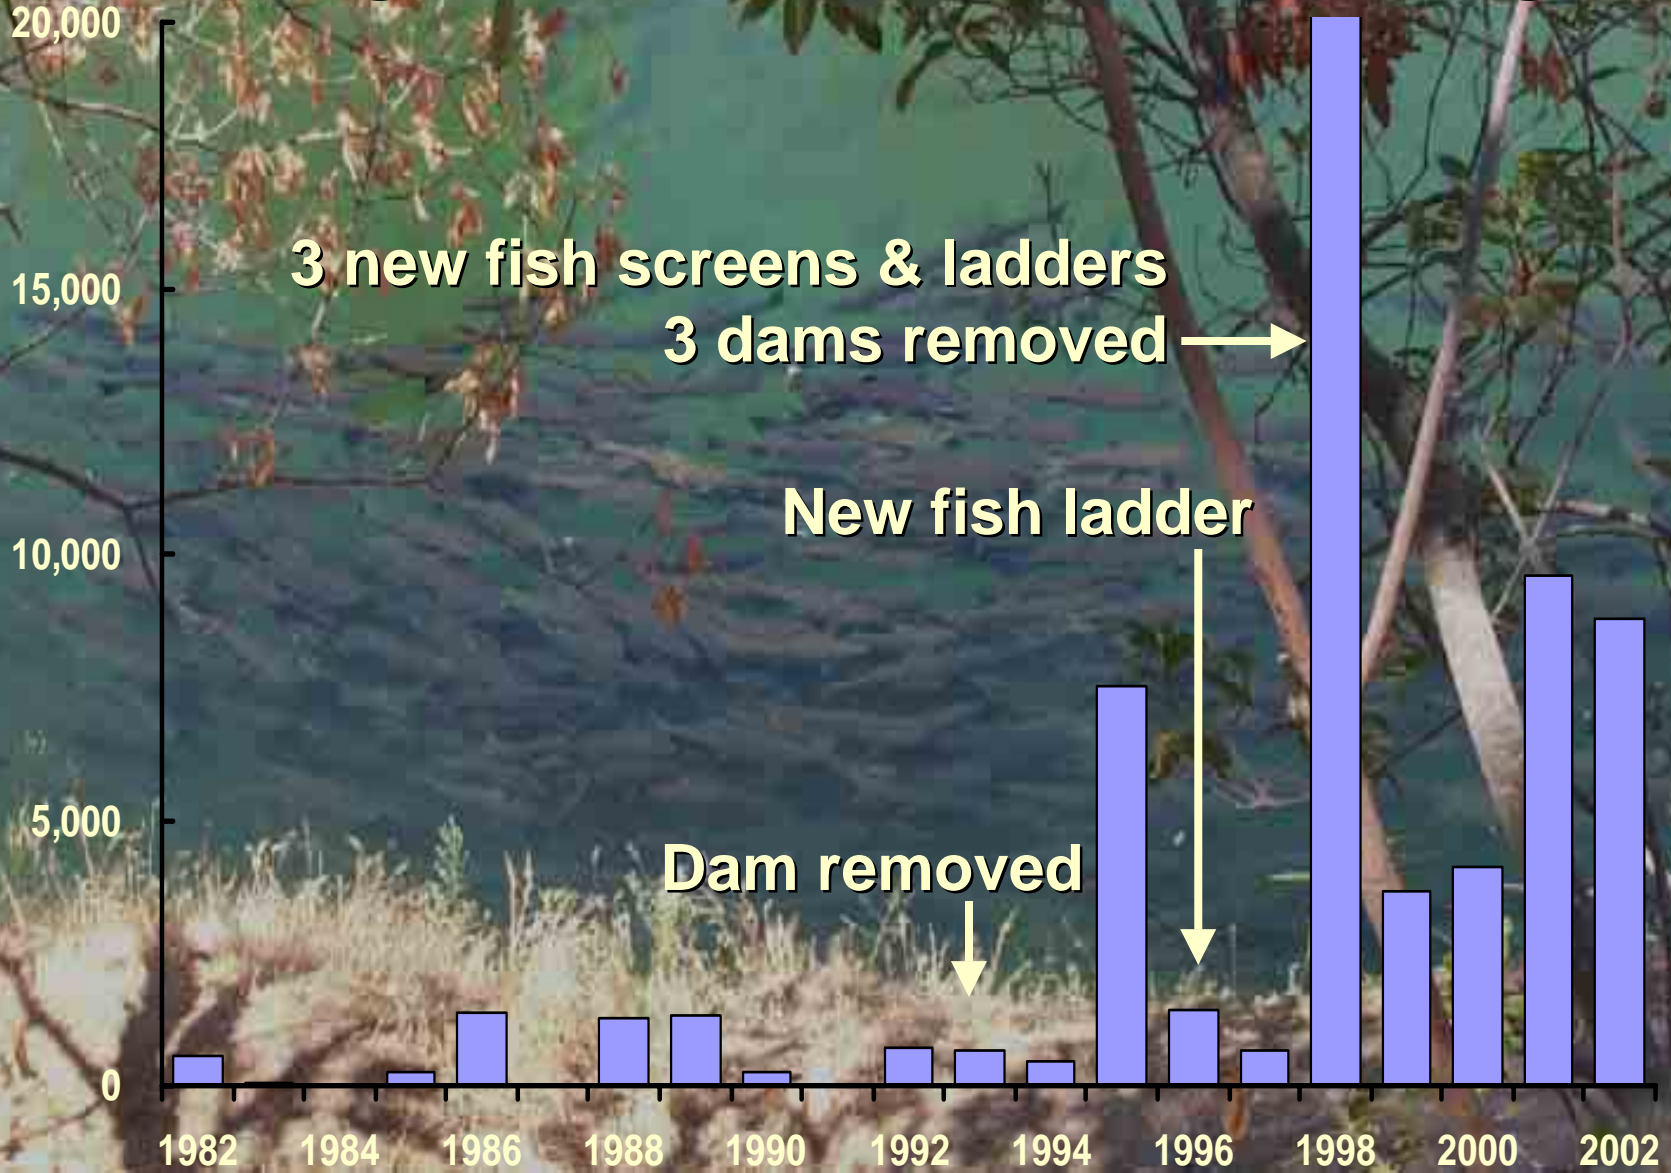 20,000
3 new fish screens & ladders
15,000
3 dams removed
New fish ladder
10,000
5,000
Dam removed
0
1982 1984 1986 1988 1990 1992 1994 1996 1998 2000 2002